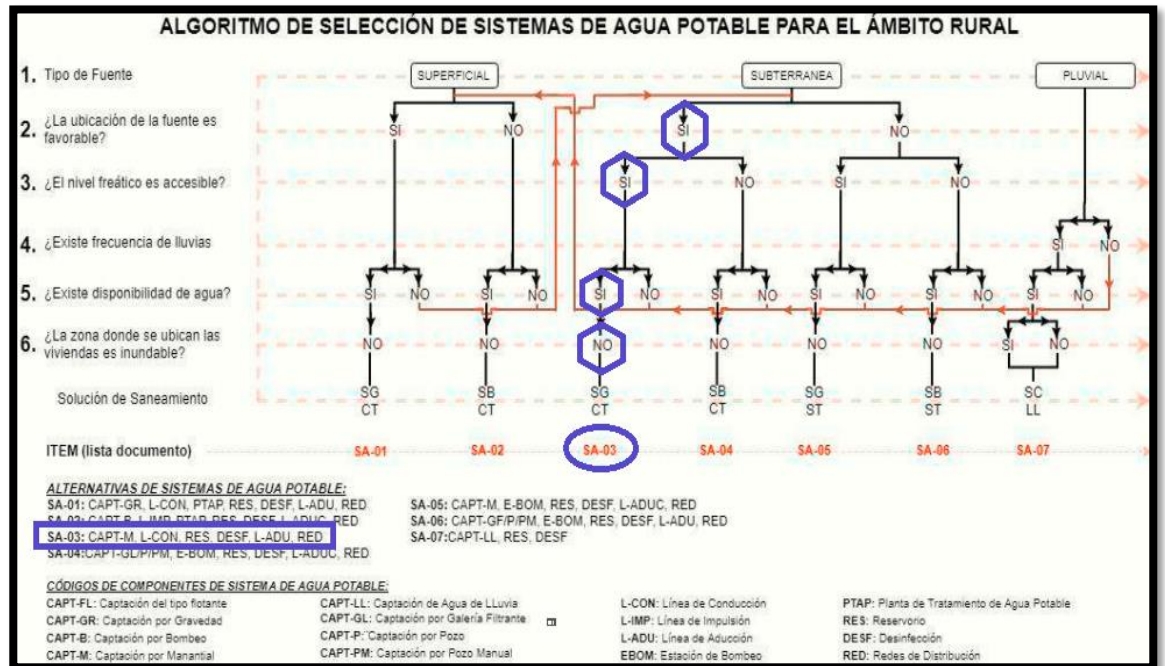 ALGORITMO DE SELECCIÓN DE SISTEMAS DE AGUA POTABLE PARA EL ÁMBITO RURAL
1. Tipo de Fuente SUPERFICIAL SUBTERRANEA PLUVIAL
2. ¿La ubicación de la fuente es favorable? SI NO SI NO
3. ¿El nivel freático es accesible? SI NO SI NO
4. ¿Existe frecuencia de lluvias SI NO
5. ¿Existe disponibilidad de agua? SI NO SI NO SI NO SI NO SI NO SI NO SI NO
6. ¿La zona donde se ubican las viviendas es inundable? NO NO NO NO NO NO SI NO
Solución de Saneamiento SG SB SG SB SG SB SC
CT CT CT CT ST ST LL
ITEM (lista documento) SA-01 SA-02 SA-03 SA-04 SA-05 SA-06 SA-07
ALTERNATIVAS DE SISTEMAS DE AGUA POTABLE:
SA-01: CAPT-GR, L-CON, PTAP, RES, DESF, L-ADU, RED
SA-02: CAPT-B, L-IMP, PTAP, RES, DESF, L-ADUC, RED
SA-03: CAPT-M, L-CON, RES, DESF, L-ADU, RED
SA-04:CAPT-GL/P/PM, E-BOM, RES, DESF, L-ADUC, RED
SA-05: CAPT-M, E-BOM, RES, DESF, L-ADUC, RED
SA-06: CAPT-GF/P/PM, E-BOM, RES, DESF, L-ADU, RED
SA-07:CAPT-LL, RES, DESF
CÓDIGOS DE COMPONENTES DE SISTEMA DE AGUA POTABLE:
CAPT-FL: Captación del tipo flotante
CAPT-GR: Captación por Gravedad
CAPT-B: Captación por Bombeo
CAPT-M: Captación por Manantial
CAPT-LL: Captación de Agua de LLuvia
CAPT-GL: Captación por Galería Filtrante
CAPT-P: Captación por Pozo
CAPT-PM: Captación por Pozo Manual
L-CON: Línea de Conducción
L-IMP: Línea de Impulsión
L-ADU: Línea de Aducción
EBOM: Estación de Bombeo
PTAP: Planta de Tratamiento de Agua Potable
RES: Reservorio
DESF: Desinfección
RED: Redes de Distribución